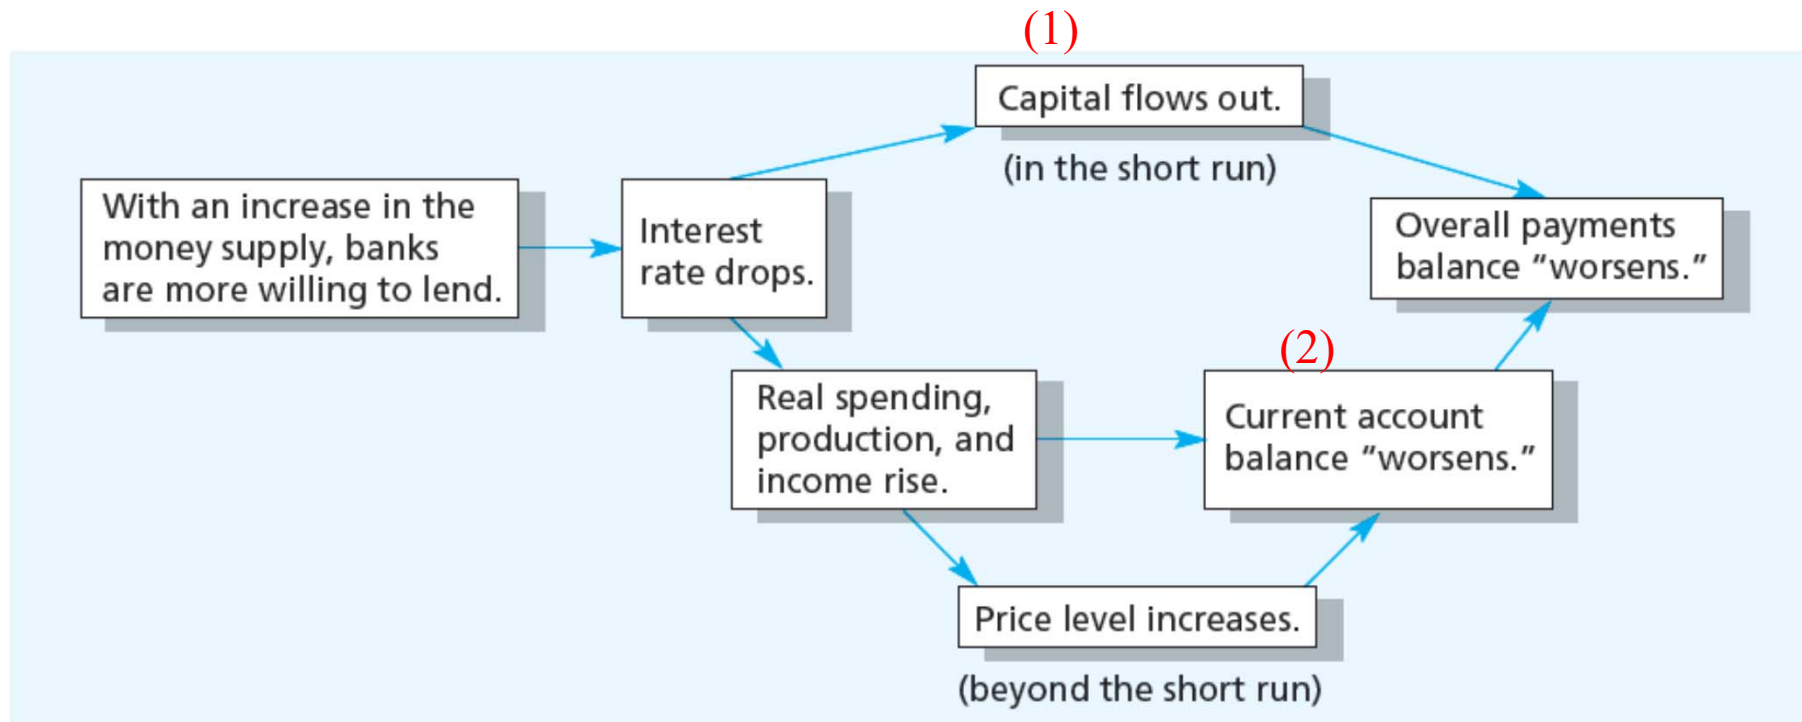 (1)
Capital flows out.
(in the short run)
With an increase in the
money supply, banks
are more willing to lend.
Interest
rate drops.
Overall payments
balance “worsens.”
(2)
Real spending,
production, and
income rise.
Current account
balance “worsens.”
Price level increases.
(beyond the short run)